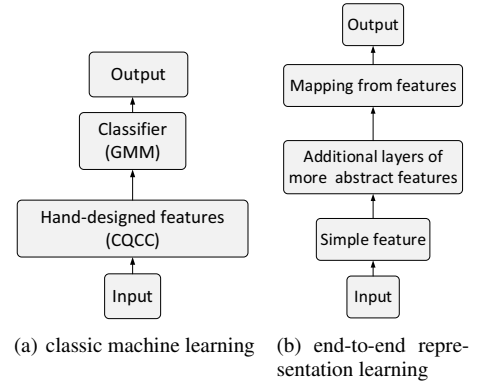 Output
Classifier
(GMM)
Hand-designed features
(CQCC)
Input
(a) classic machine learning
Output
Mapping from features
Additional layers of
more abstract features
Simple feature
Input
(b) end-to-end repre-
sentation learning